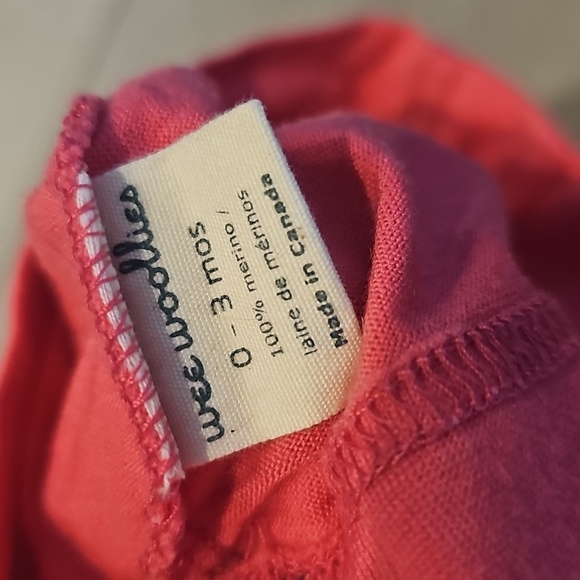 wee woollies
0 - 3 mos
100% merino /
laine de mérinos
Made in Canada